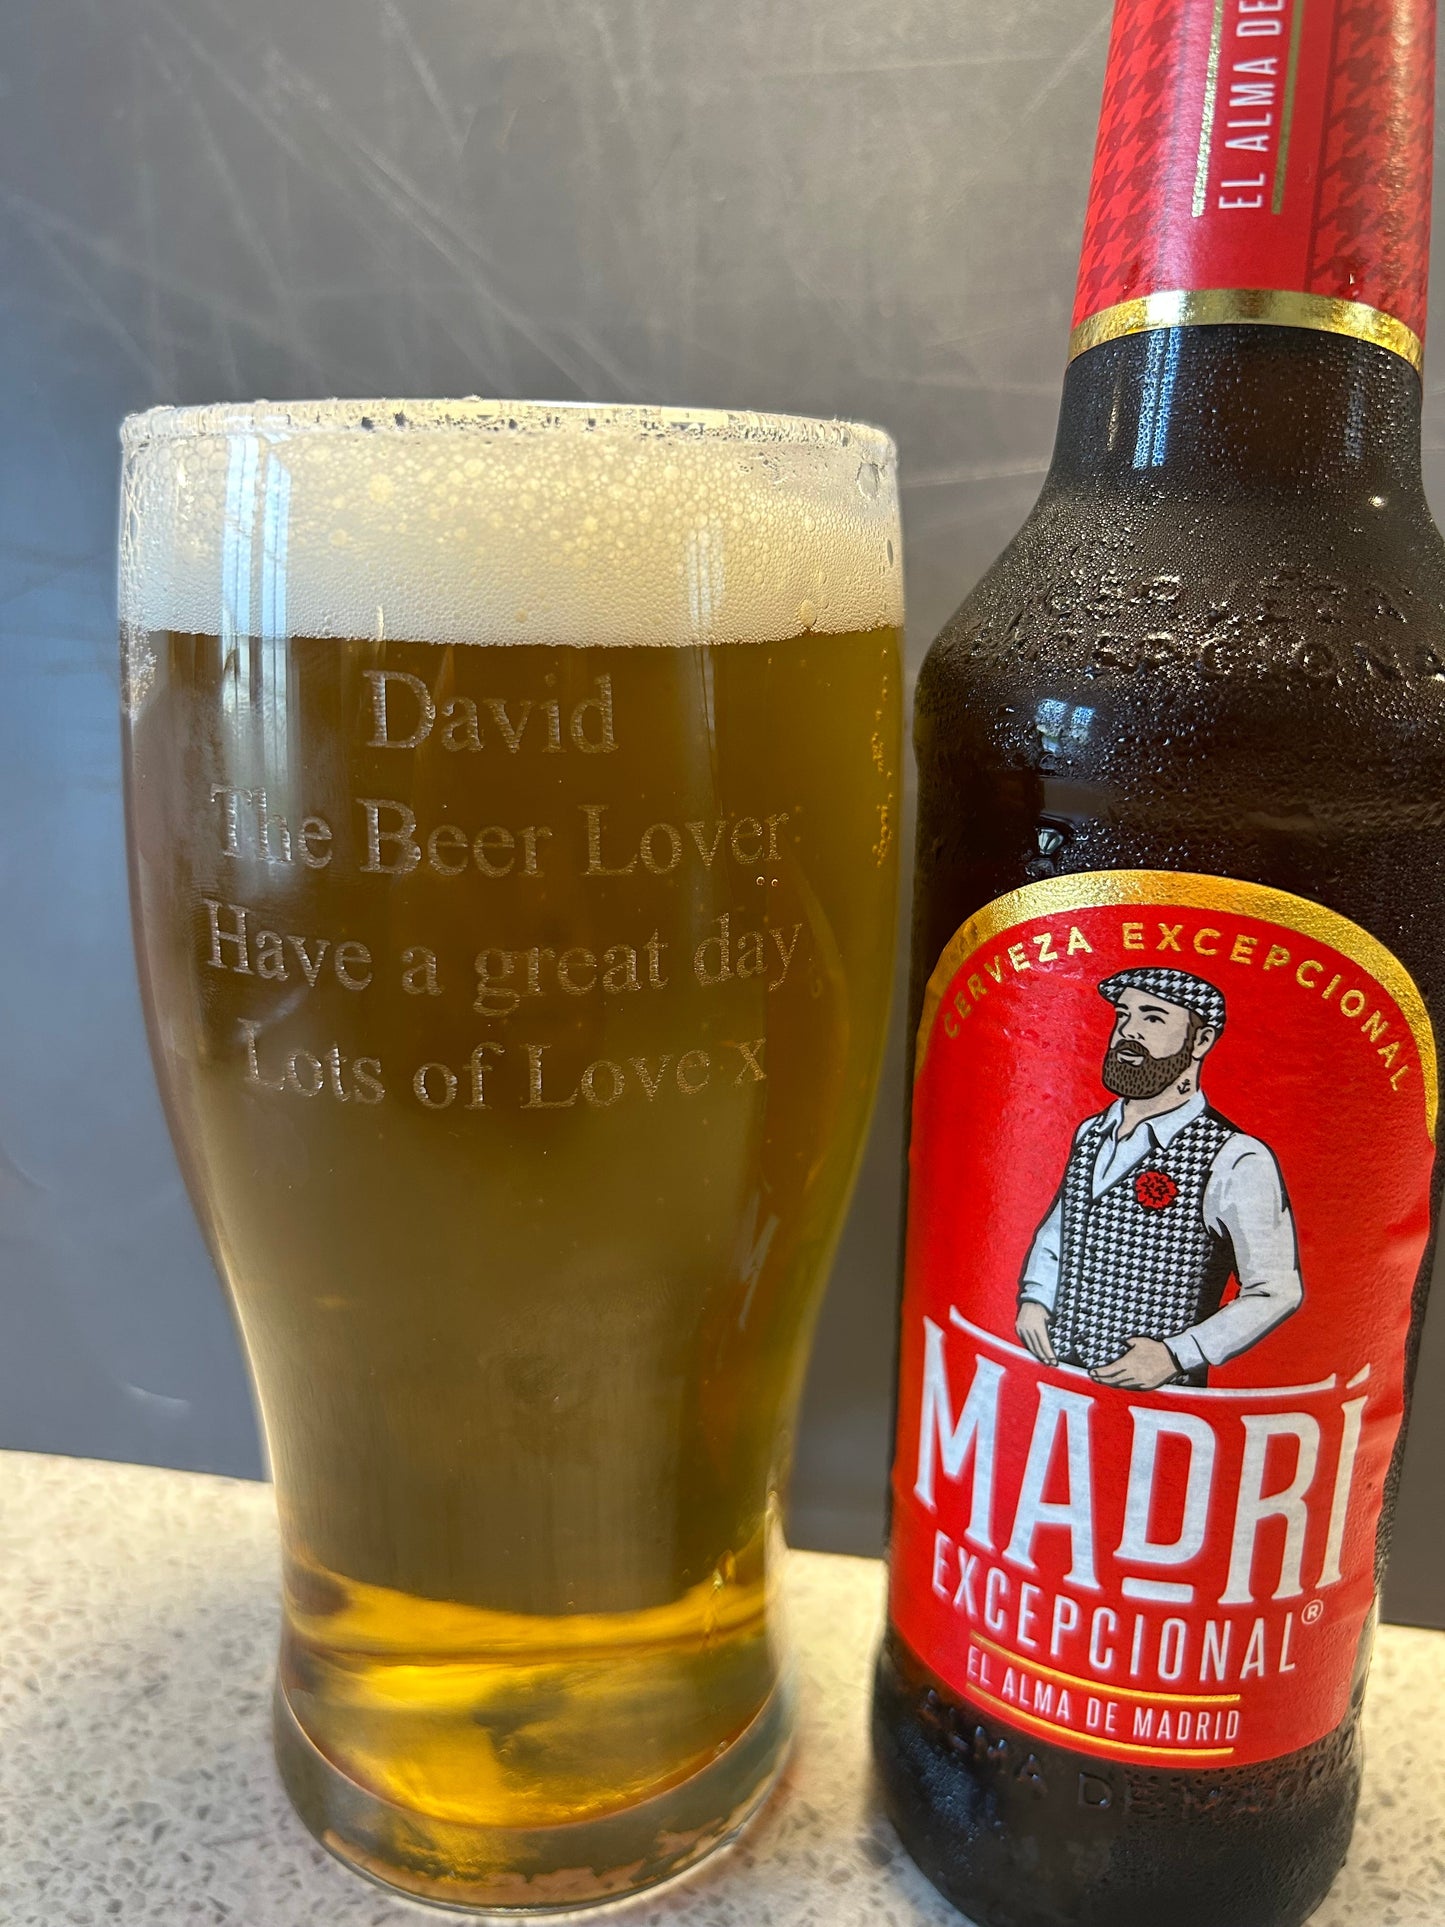 David
The Beer Lover
Have a great day
Lots of Love x
EL ALMA DE
CERVEZA EXCEPCIONAL
MADRÍ
EXCEPCIONAL®
EL ALMA DE MADRID